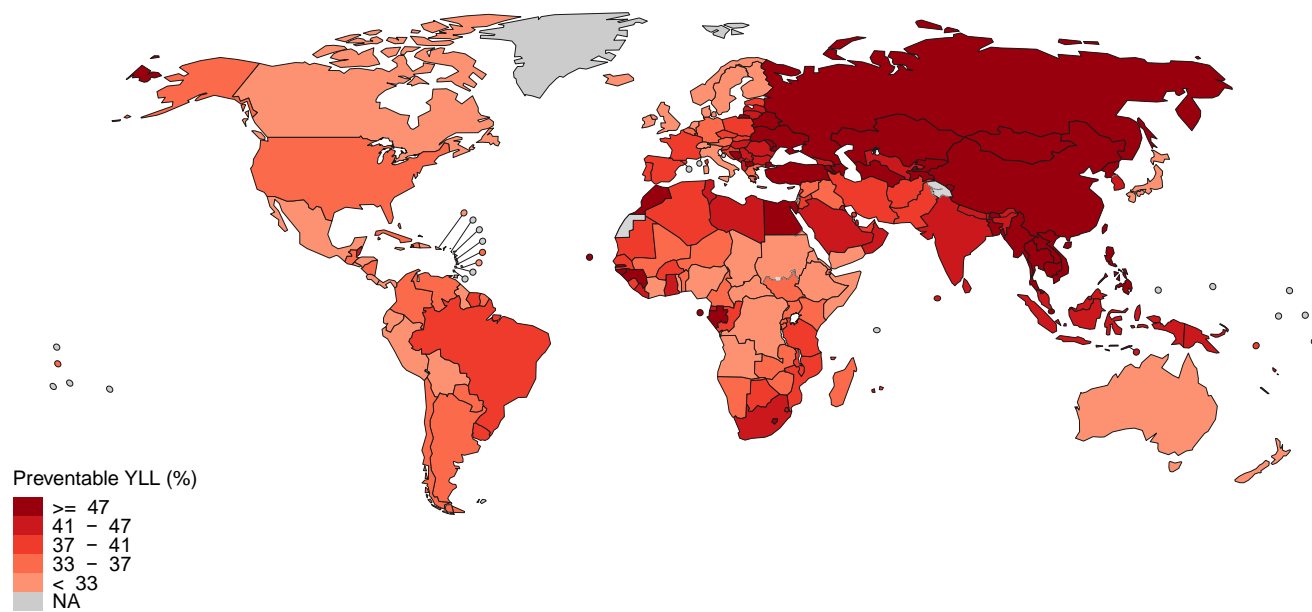 Preventable YLL (%)
>= 47
41 − 47
37 − 41
33 − 37
< 33
NA